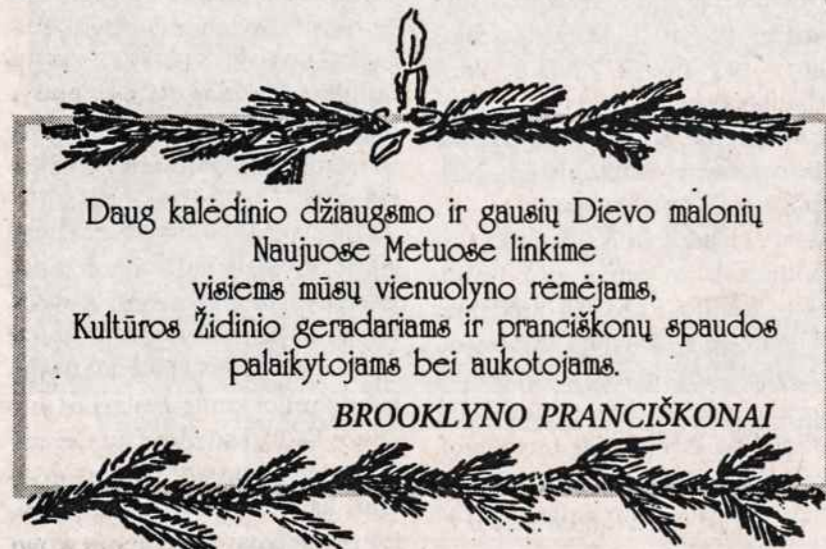 Daug kalėdinio džiaugsmo ir gausių Dievo malonių
Naujuose Metuose linkime
visiems mūsų vienuolyno rėmėjams,
Kultūros Židinio geradariams ir pranciškonų spaudos
palaikytojams bei aukotojams.
BROOKLYNO PRANCIŠKONAI